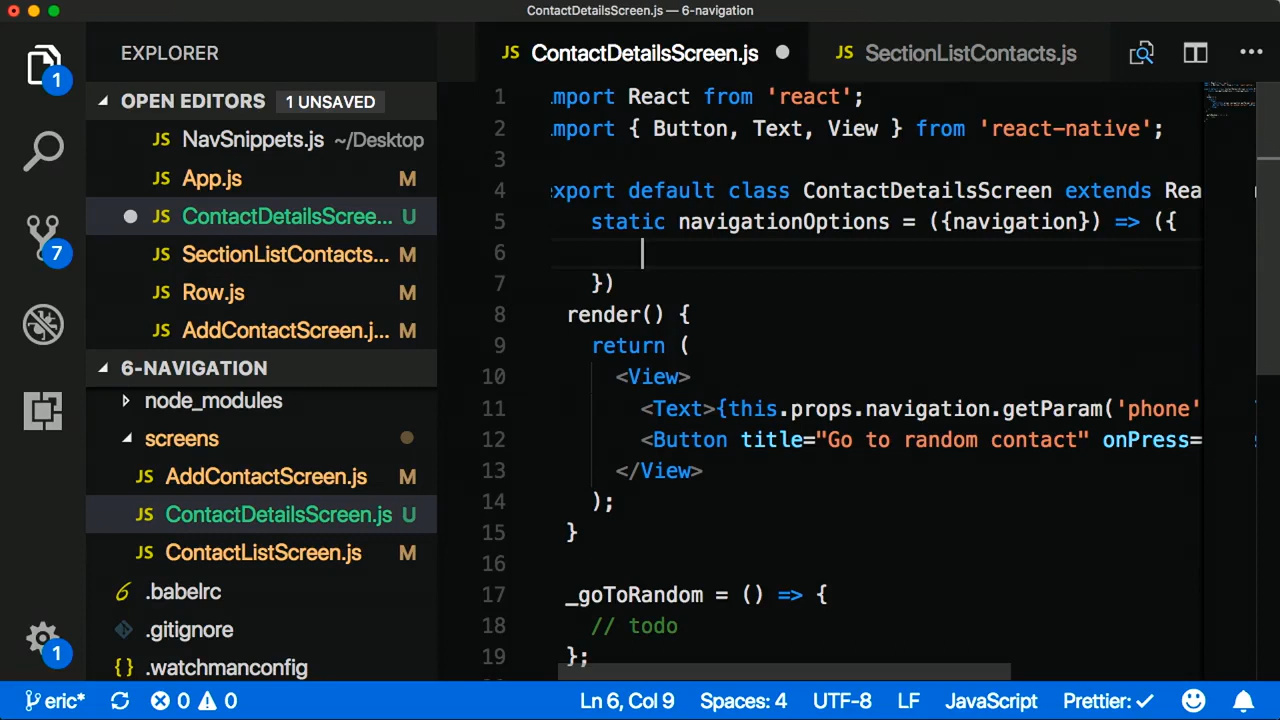 ContactDetailsScreen.js — 6-navigation
EXPLORER
OPEN EDITORS 1 UNSAVED
JS NavSnippets.js ~/Desktop
JS App.js M
JS ContactDetailsScree... U
JS SectionListContacts... M
JS Row.js M
JS AddContactScreen.j... M
6-NAVIGATION
node_modules
screens
JS AddContactScreen.js M
JS ContactDetailsScreen.js U
JS ContactListScreen.js M
6 .babelrc
.gitignore
{} .watchmanconfig
1
7
1
JS ContactDetailsScreen.js
JS SectionListContacts.js
1 mport React from 'react';
2 mport { Button, Text, View } from 'react-native';
3
4 xport default class ContactDetailsScreen extends Rea
5 static navigationOptions = ({navigation}) => ({
6
7 })
8 render() {
9 return (
10 <View>
11 <Text>{this.props.navigation.getParam('phone'
12 <Button title="Go to random contact" onPress=
13 </View>
14 );
15 }
16
17 _goToRandom = () => {
18 // todo
19 };
eric* 0 0 Ln 6, Col 9 Spaces: 4 UTF-8 LF JavaScript Prettier: ✓